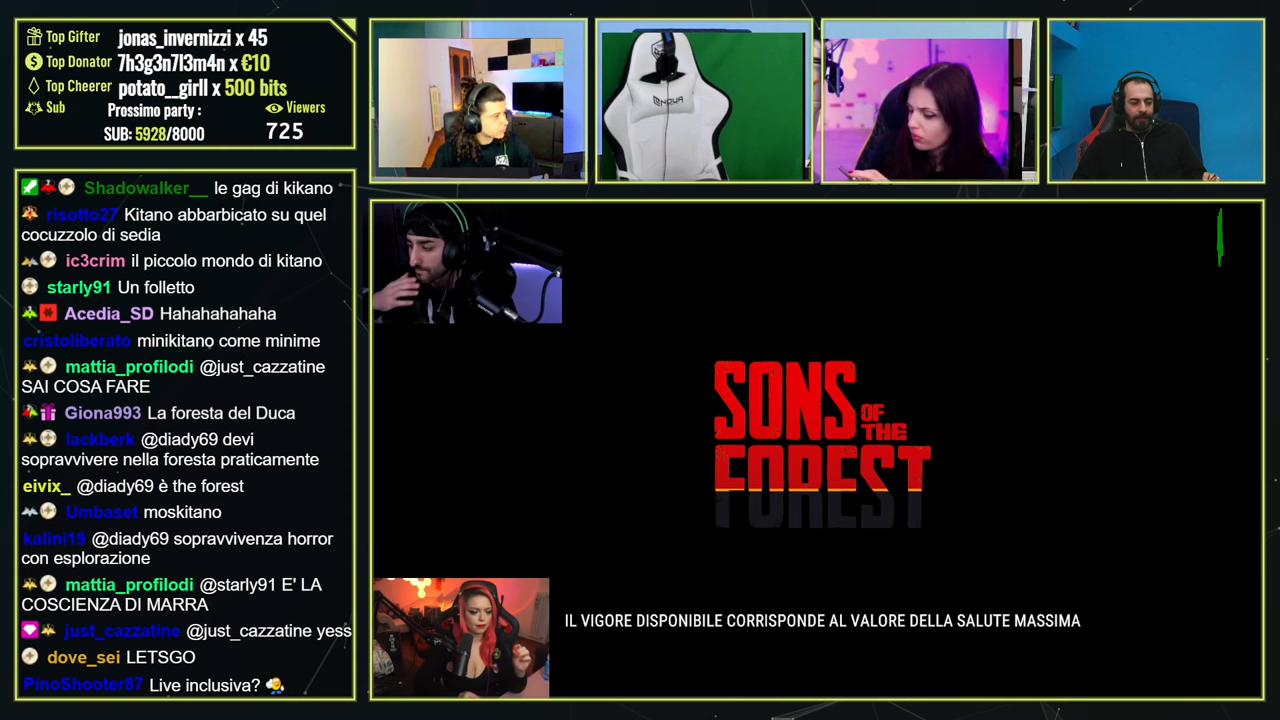 Top Gifter jonas_invernizzi x 45
Top Donator 7h3g3n7l3m4n x €10
Top Cheerer potato__girll x 500 bits
Sub Prossimo party : Viewers
SUB: 5928/8000 725
Shadowalker__ le gag di kikano
risotto27 Kitano abbarbicato su quel
cocuzzolo di sedia
ic3crim il piccolo mondo di kitano
starly91 Un folletto
Acedia_SD Hahahahahaha
cristoliberato minikitano come minime
mattia_profilodi @just_cazzatine
SAI COSA FARE
Giona993 La foresta del Duca
lackberk @diady69 devi
sopravvivere nella foresta praticamente
eivix_ @diady69 è the forest
Umbaset moskitano
kalini19 @diady69 sopravvivenza horror
con esplorazione
mattia_profilodi @starly91 E' LA
COSCIENZA DI MARRA
just_cazzatine @just_cazzatine yess
dove_sei LETSGO
PinoShooter87 Live inclusiva?
SONS OF THE
FOREST
IL VIGORE DISPONIBILE CORRISPONDE AL VALORE DELLA SALUTE MASSIMA